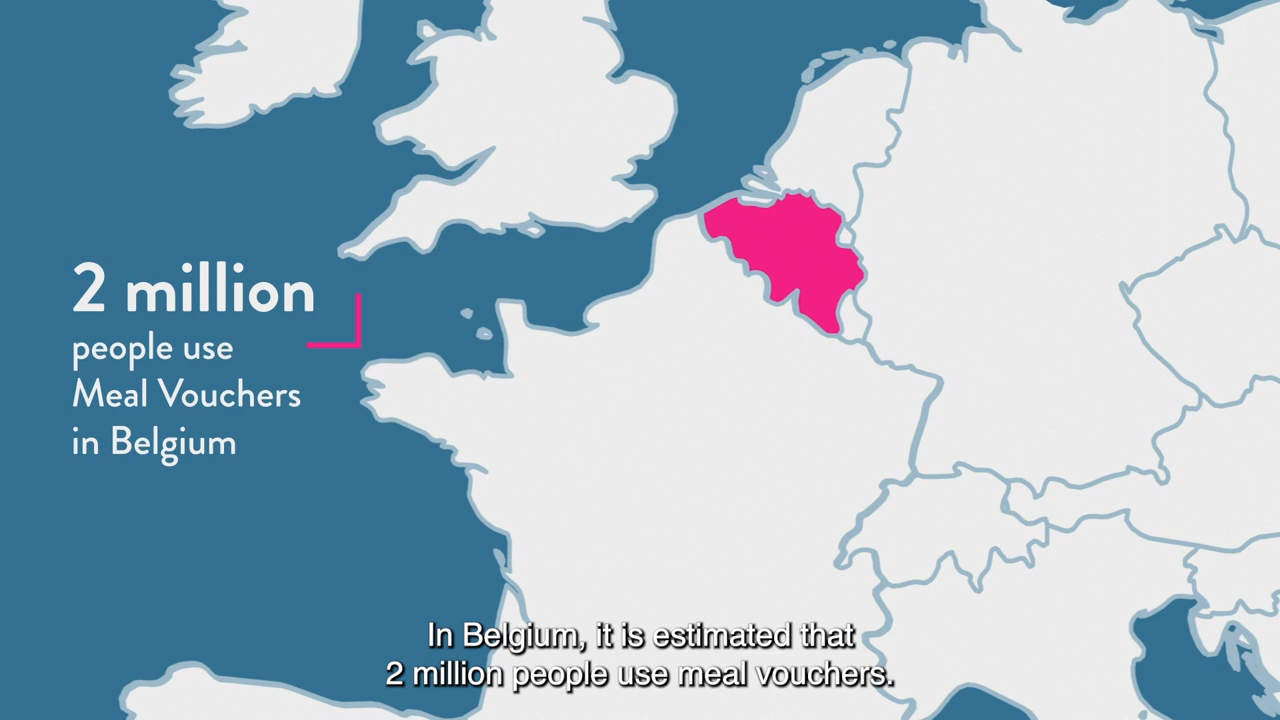 2 million
people use
Meal Vouchers
in Belgium
In Belgium, it is estimated that
2 million people use meal vouchers.